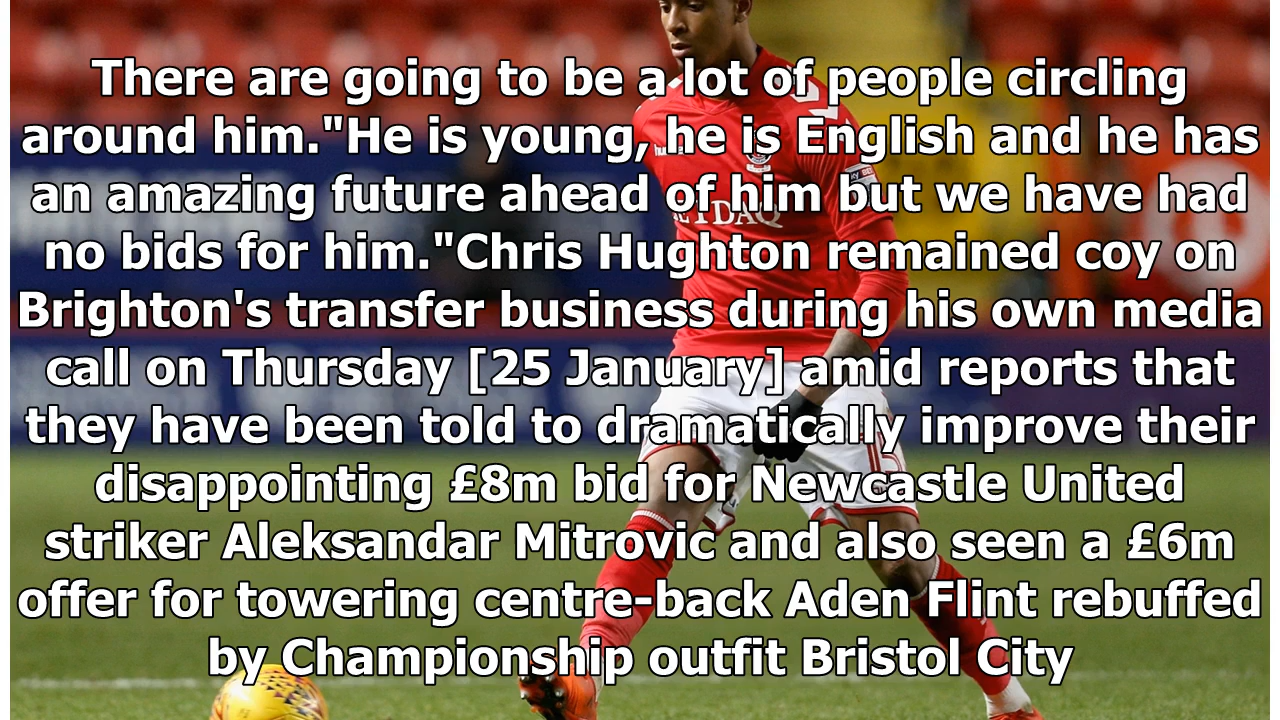 There are going to be a lot of people circling
around him."He is young, he is English and he has
an amazing future ahead of him but we have had
no bids for him."Chris Hughton remained coy on
Brighton's transfer business during his own media
call on Thursday [25 January] amid reports that
they have been told to dramatically improve their
disappointing £8m bid for Newcastle United
striker Aleksandar Mitrovic and also seen a £6m
offer for towering centre-back Aden Flint rebuffed
by Championship outfit Bristol City